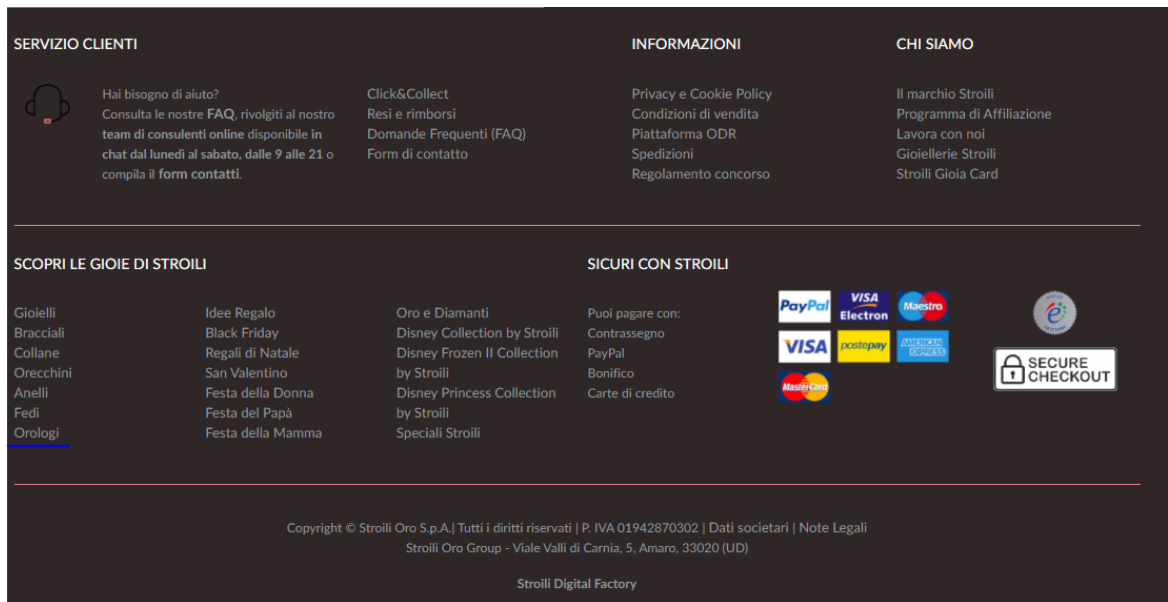 SERVIZIO CLIENTI
Hai bisogno di aiuto?
Consulta le nostre FAQ, rivolgiti al nostro
team di consulenti online disponibile in
chat dal lunedì al sabato, dalle 9 alle 21 o
compila il form contatti.
Click&Collect
Resi e rimborsi
Domande Frequenti (FAQ)
Form di contatto
INFORMAZIONI
Privacy e Cookie Policy
Condizioni di vendita
Piattaforma ODR
Spedizioni
Regolamento concorso
CHI SIAMO
Il marchio Stroili
Programma di Affiliazione
Lavora con noi
Gioiellerie Stroili
Stroili Gioia Card
SCOPRI LE GIOIE DI STROILI
Gioielli
Bracciali
Collane
Orecchini
Anelli
Fedi
Orologi
Idee Regalo
Black Friday
Regali di Natale
San Valentino
Festa della Donna
Festa del Papà
Festa della Mamma
Oro e Diamanti
Disney Collection by Stroili
Disney Frozen II Collection
by Stroili
Disney Princess Collection
by Stroili
Speciali Stroili
SICURI CON STROILI
Puoi pagare con:
Contrassegno
PayPal
Bonifico
Carte di credito
PayPal
VISA
Electron
Maestro
VISA
postepay
AMERICAN
EXPRESS
MasterCard
SECURE
CHECKOUT
Copyright © Stroili Oro S.p.A.| Tutti i diritti riservati | P. IVA 01942870302 | Dati societari | Note Legali
Stroili Oro Group - Viale Valli di Carnia, 5, Amaro, 33020 (UD)
Stroili Digital Factory